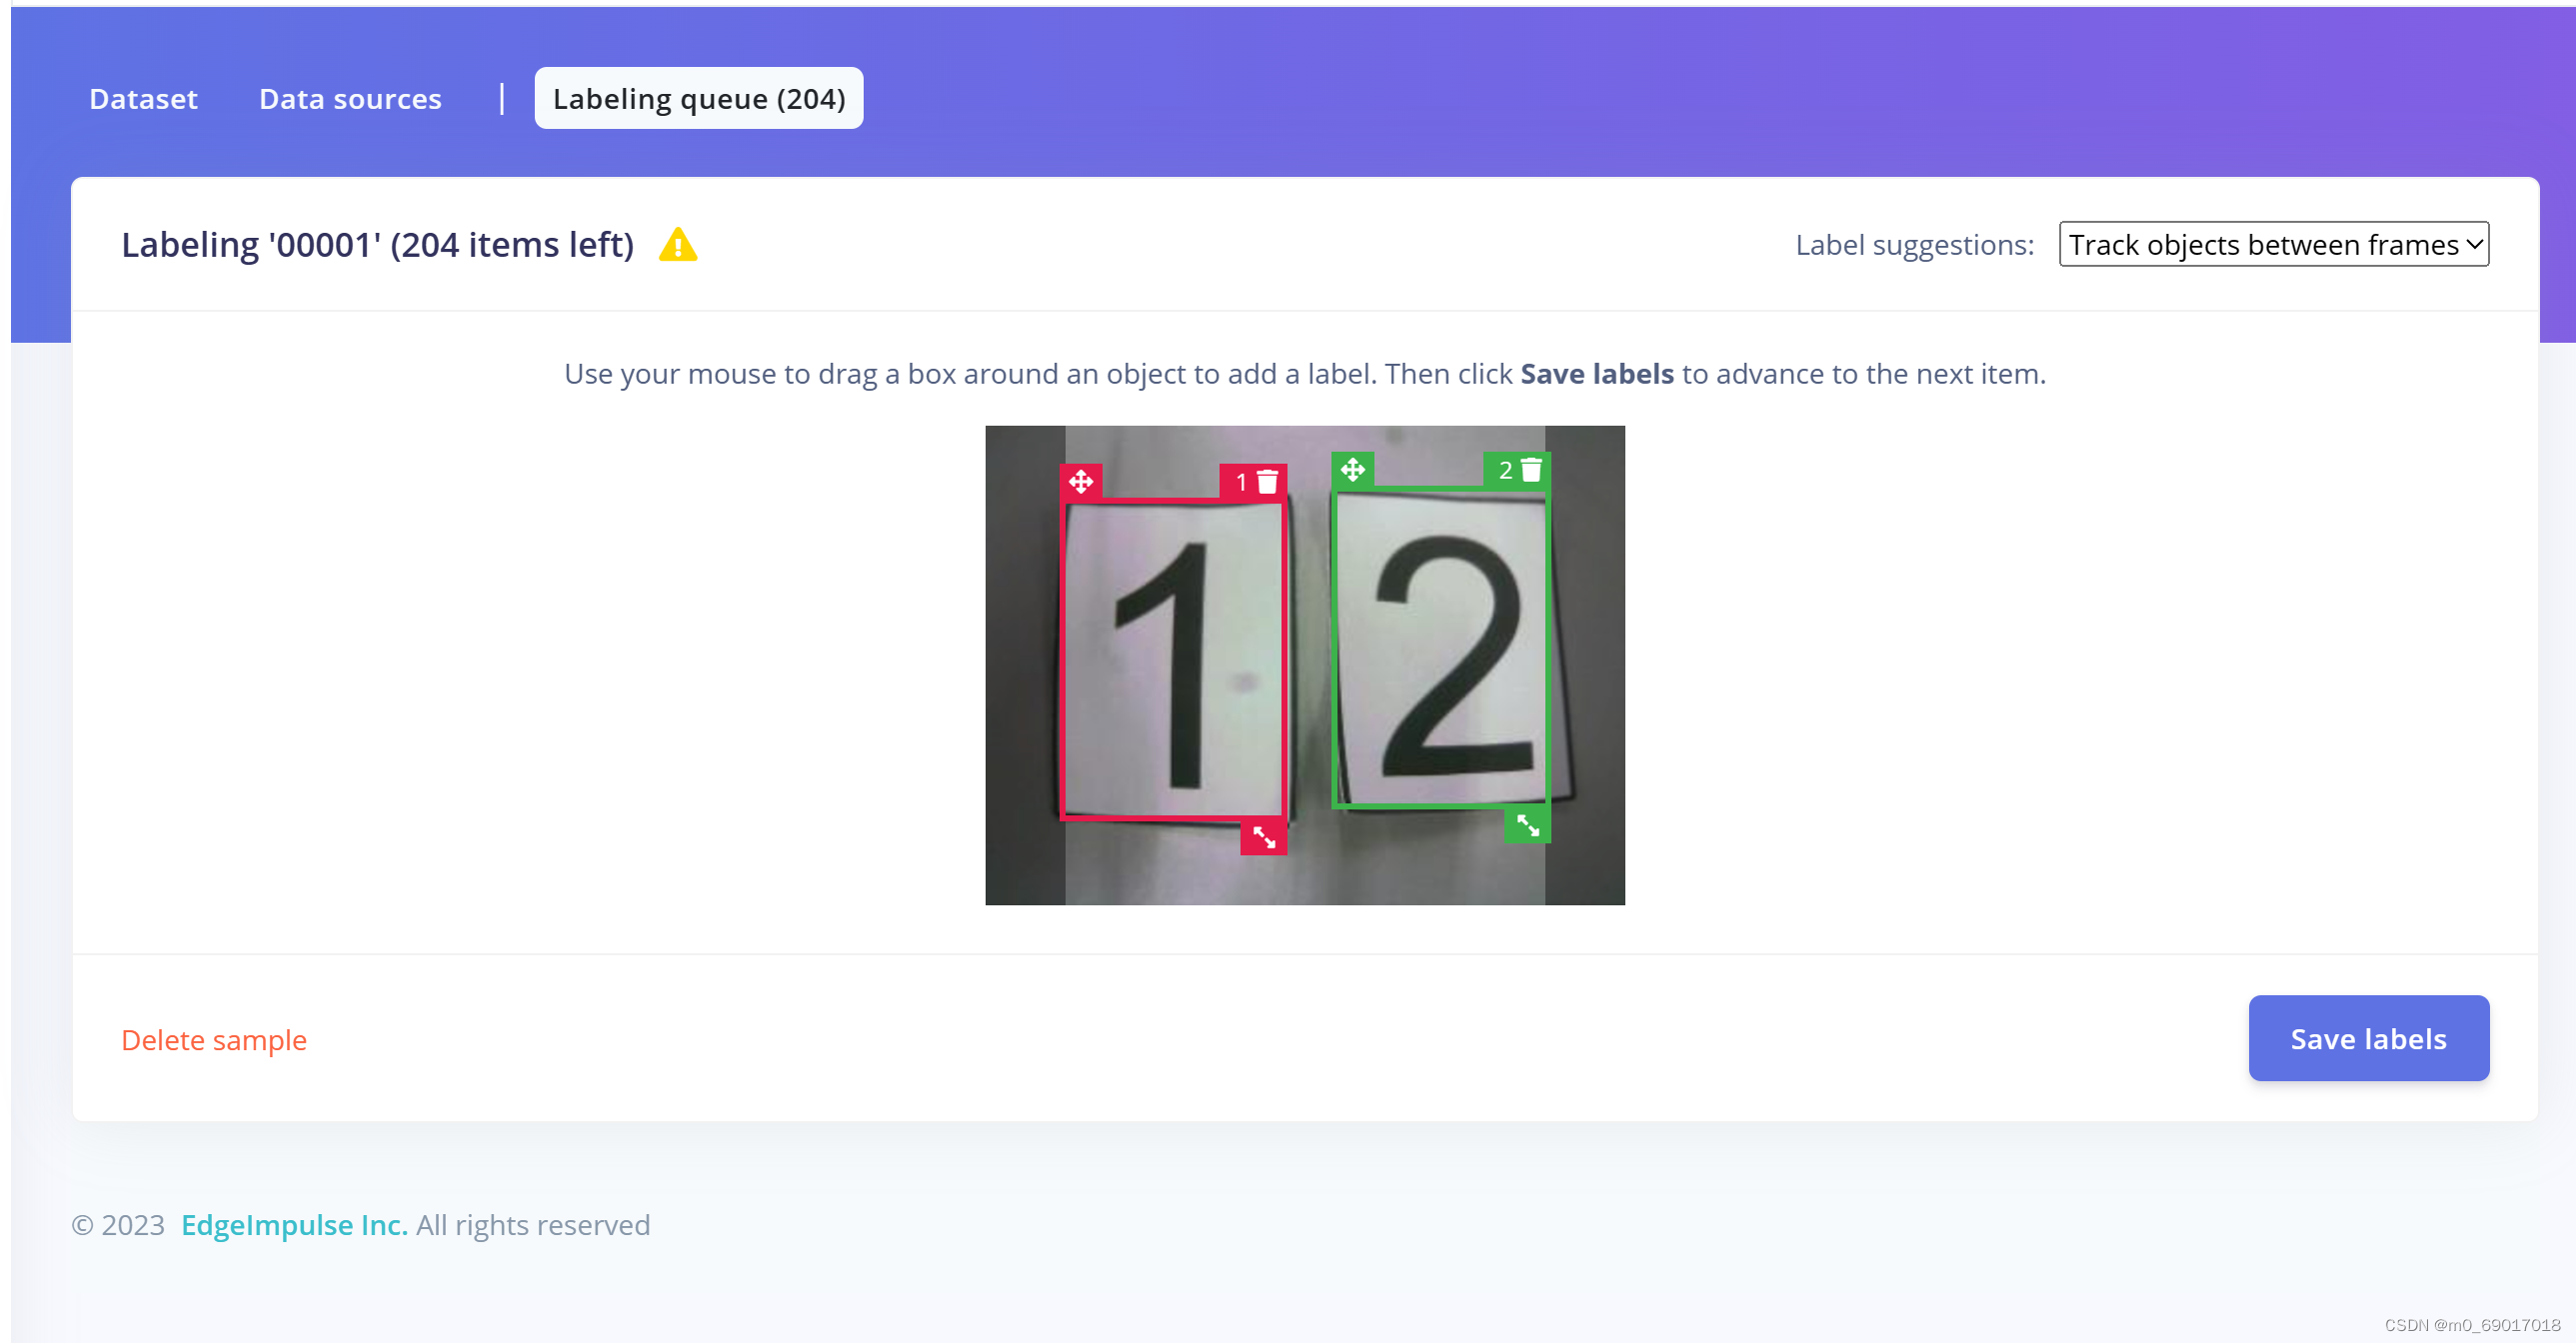 Dataset Data sources | Labeling queue (204)
Labeling '00001' (204 items left)
Label suggestions: Track objects between frames
Use your mouse to drag a box around an object to add a label. Then click Save labels to advance to the next item.
1 2
1 2
Delete sample
Save labels
© 2023 EdgeImpulse Inc. All rights reserved
CSDN @m0_69017018